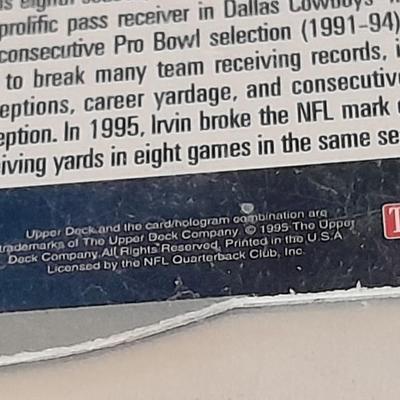 prolific pass receiver in Dallas Cowboys
consecutive Pro Bowl selection (1991-94)
to break many team receiving records,
eptions, career yardage, and consecutiv
eption. In 1995, Irvin broke the NFL mark
iving yards in eight games in the same se
Upper Deck and the card/hologram combination are
trademarks of The Upper Deck Company. © 1995 The Upper
Deck Company. All Rights Reserved. Printed in the U.S.A
Licensed by the NFL Quarterback Club, Inc.
T